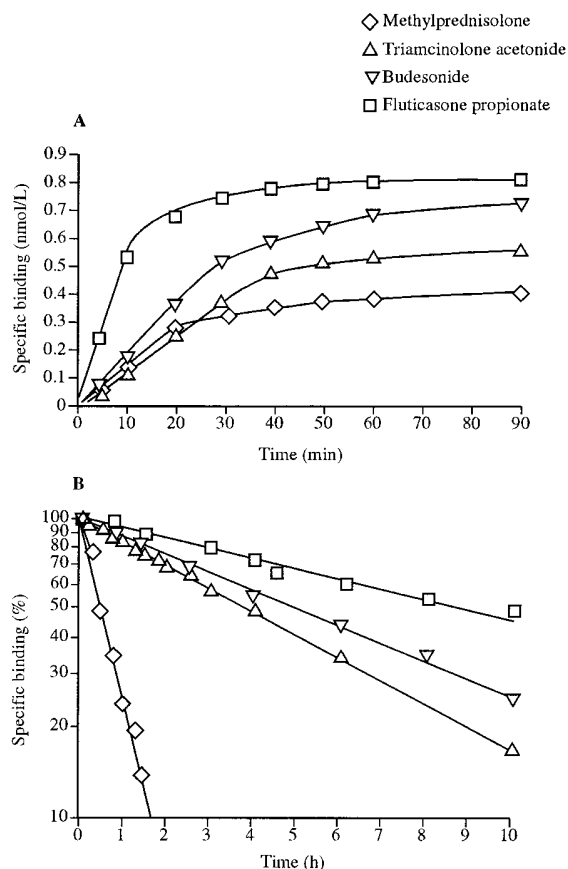 Methylprednisolone
Triamcinolone acetonide
Budesonide
Fluticasone propionate
A
Specific binding (nmol/L)
0.9
0.8
0.7
0.6
0.5
0.4
0.3
0.2
0.1
0
0 10 20 30 40 50 60 70 80 90
Time (min)
B
Specific binding (%)
100
90
80
70
60
50
40
30
20
10
0 1 2 3 4 5 6 7 8 9 10
Time (h)